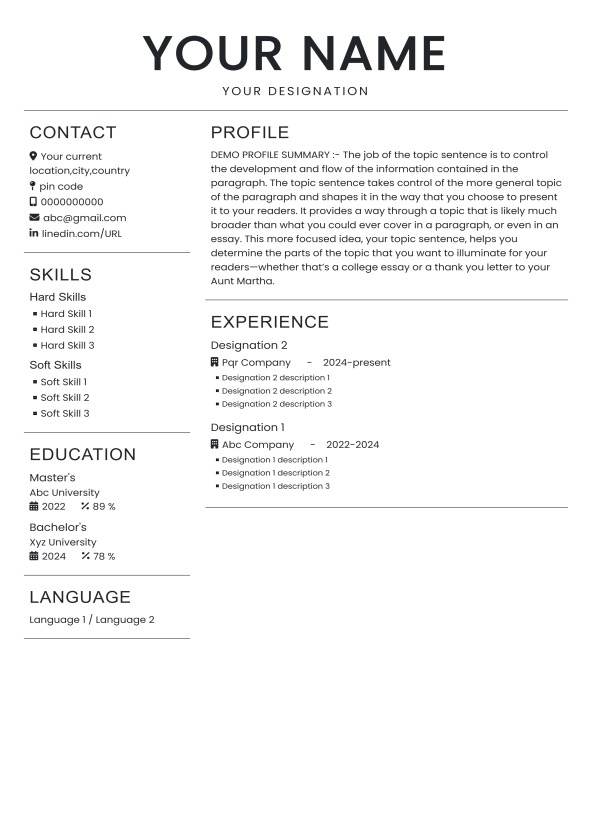 YOUR NAME
YOUR DESIGNATION
CONTACT
Your current
location,city,country
pin code
0000000000
abc@gmail.com
linedin.com/URL
SKILLS
Hard Skills
Hard Skill 1
Hard Skill 2
Hard Skill 3
Soft Skills
Soft Skill 1
Soft Skill 2
Soft Skill 3
EDUCATION
Master's
Abc University
2022 89 %
Bachelor's
Xyz University
2024 78 %
LANGUAGE
Language 1 / Language 2
PROFILE
DEMO PROFILE SUMMARY :- The job of the topic sentence is to control
the development and flow of the information contained in the
paragraph. The topic sentence takes control of the more general topic
of the paragraph and shapes it in the way that you choose to present
it to your readers. It provides a way through a topic that is likely much
broader than what you could ever cover in a paragraph, or even in an
essay. This more focused idea, your topic sentence, helps you
determine the parts of the topic that you want to illuminate for your
readers—whether that’s a college essay or a thank you letter to your
Aunt Martha.
EXPERIENCE
Designation 2
Pqr Company - 2024-present
Designation 2 description 1
Designation 2 description 2
Designation 2 description 3
Designation 1
Abc Company - 2022-2024
Designation 1 description 1
Designation 1 description 2
Designation 1 description 3